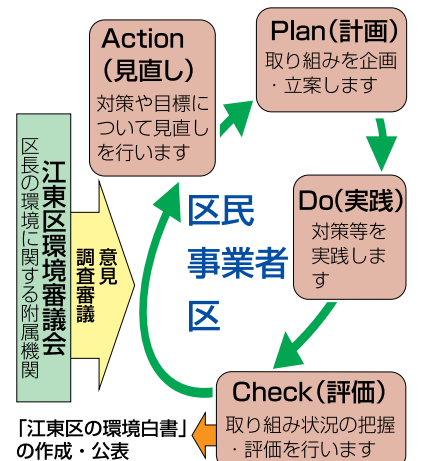 Action
(見直し)
対策や目標に
ついて見直し
を行います
Plan(計画)
取り組みを企画
・立案します
Do(実践)
対策等を
実践しま
す
Check(評価)
取り組み状況の把握
・評価を行います
区民
事業者
区
江東区環境審議会
区長の環境に関する附属機関
意見
調査審議
「江東区の環境白書」
の作成・公表